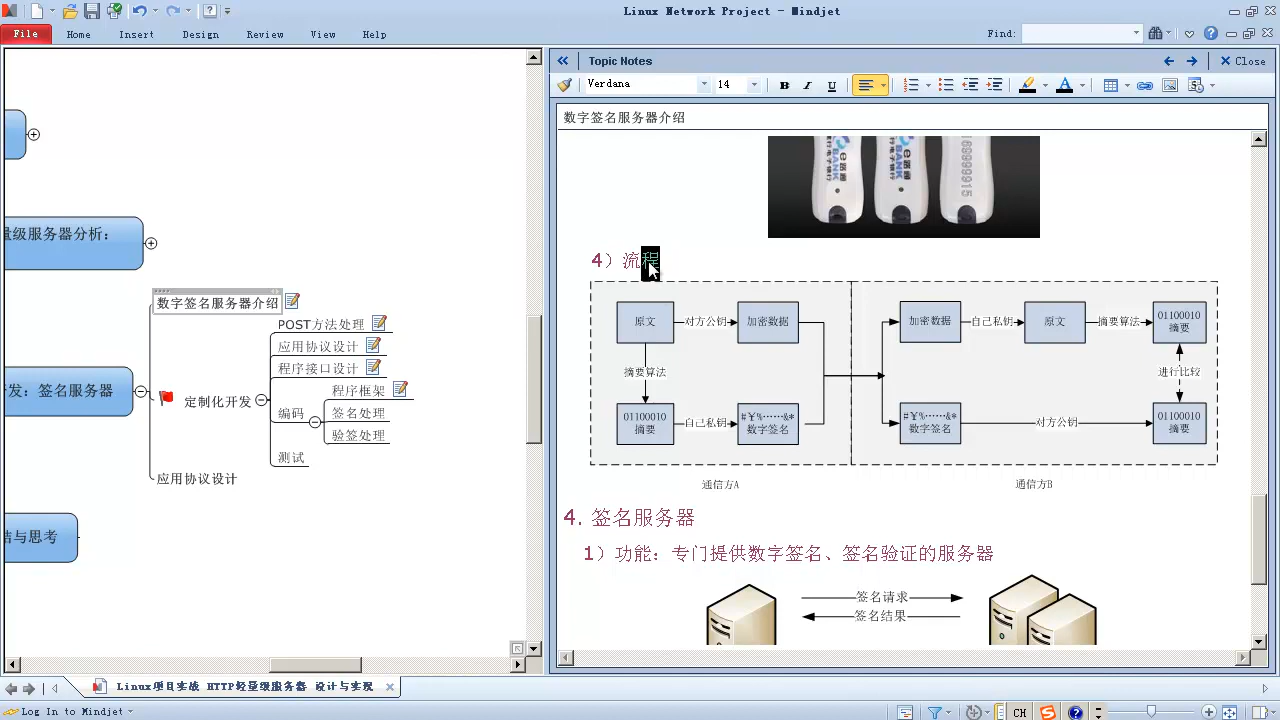 Linux Network Project - Mindjet
File
Home
Insert
Design
Review
View
Help
Find:
Topic Notes
Close
Verdana
14
B
I
U
数字签名服务器介绍
量级服务器分析:
数字签名服务器介绍
POST方法处理
应用协议设计
程序接口设计
程序框架
发: 签名服务器
定制化开发
编码
签名处理
验签处理
测试
应用协议设计
结与思考
e路通
BANK
4）流程
原文
对方公钥
加密数据
摘要算法
01100010
摘要
自己私钥
#￥%……&*
数字签名
加密数据
自己私钥
原文
摘要算法
01100010
摘要
进行比较
#￥%……&*
数字签名
对方公钥
01100010
摘要
通信方A
通信方B
4. 签名服务器
1）功能: 专门提供数字签名、签名验证的服务器
签名请求
签名结果
Linux项目实战 HTTP轻量级服务器 设计与实现
Log In to Mindjet
CH